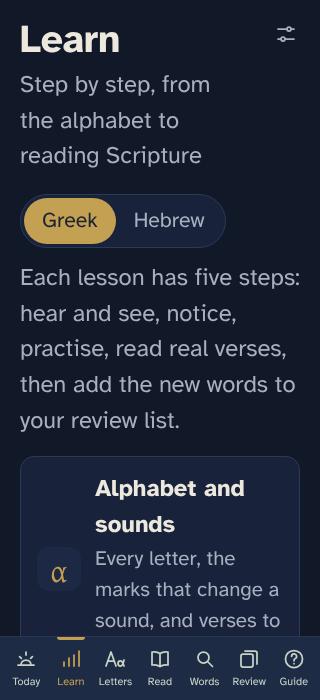 Learn
Step by step, from
the alphabet to
reading Scripture
Greek Hebrew
Each lesson has five steps:
hear and see, notice,
practise, read real verses,
then add the new words to
your review list.
Alphabet and
sounds
α
Every letter, the
marks that change a
sound, and verses to
Aα
Today Learn Letters Read Words Review Guide